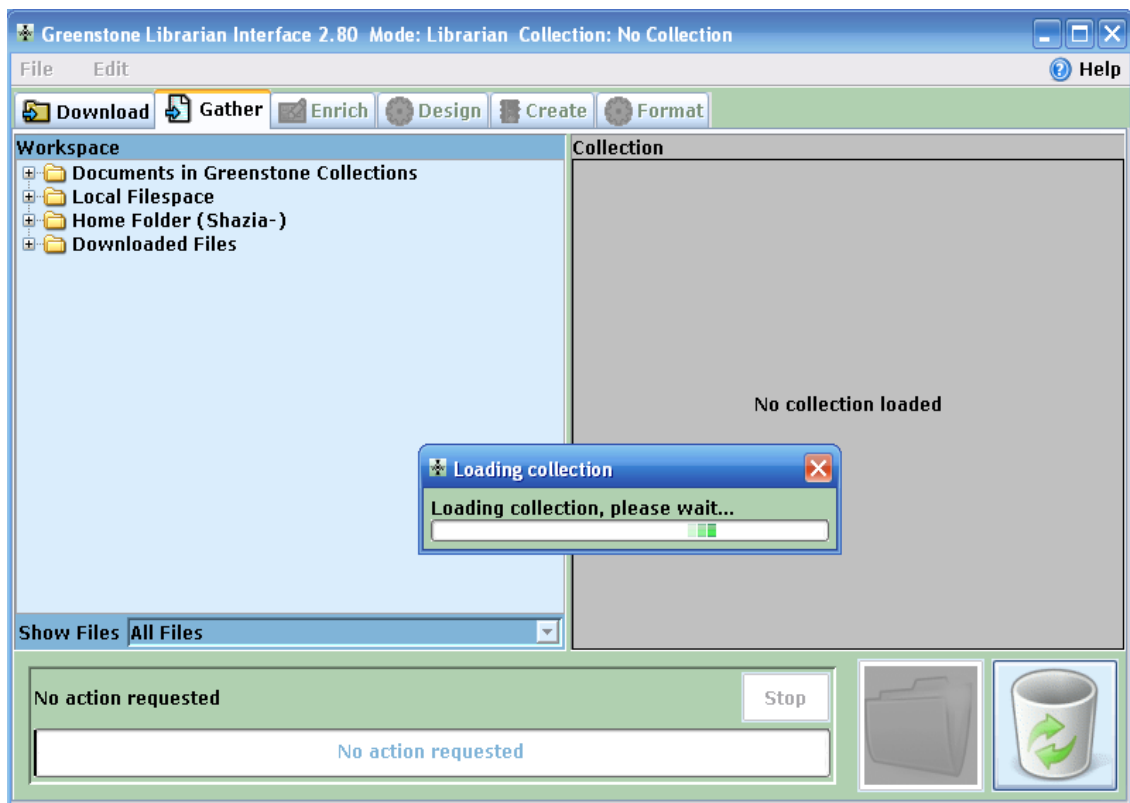 Greenstone Librarian Interface 2.80 Mode: Librarian Collection: No Collection
File Edit Help
Download Gather Enrich Design Create Format
Workspace
Documents in Greenstone Collections
Local Filespace
Home Folder (Shazia-)
Downloaded Files
Show Files All Files
Collection
No collection loaded
Loading collection
Loading collection, please wait...
No action requested
Stop
No action requested